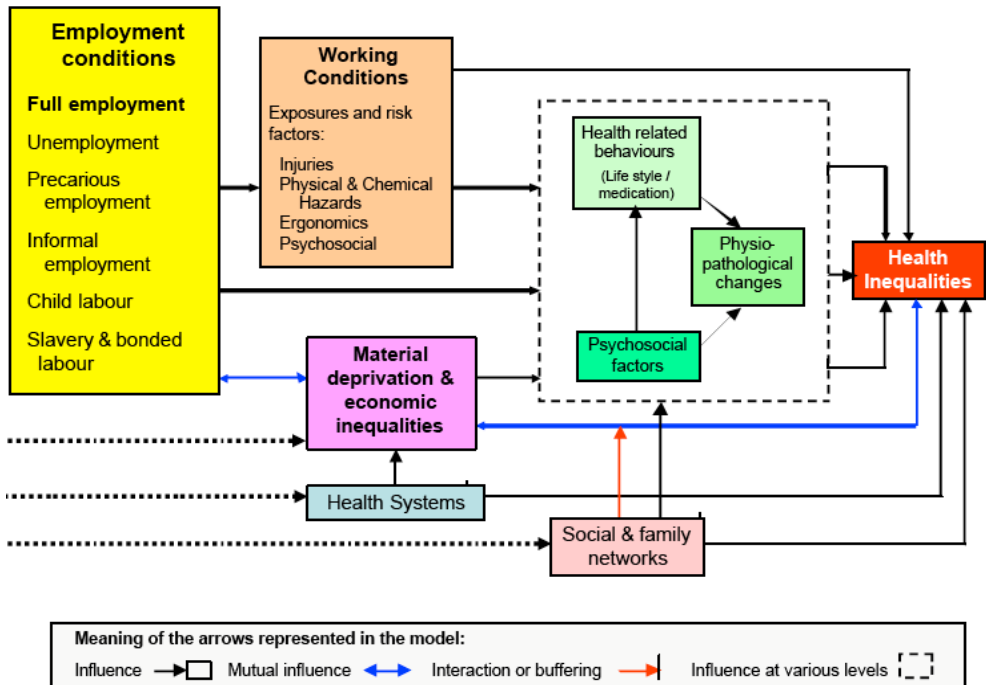 Employment
conditions
Full employment
Unemployment
Precarious
employment
Informal
employment
Child labour
Slavery & bonded
labour
Working
Conditions
Exposures and risk
factors:
Injuries
Physical & Chemical
Hazards
Ergonomics
Psychosocial
Health related
behaviours
(Life style /
medication)
Physio-
pathological
changes
Psychosocial
factors
Health
Inequalities
Material
deprivation &
economic
inequalities
Health Systems
Social & family
networks
Meaning of the arrows represented in the model:
Influence Mutual influence Interaction or buffering Influence at various levels